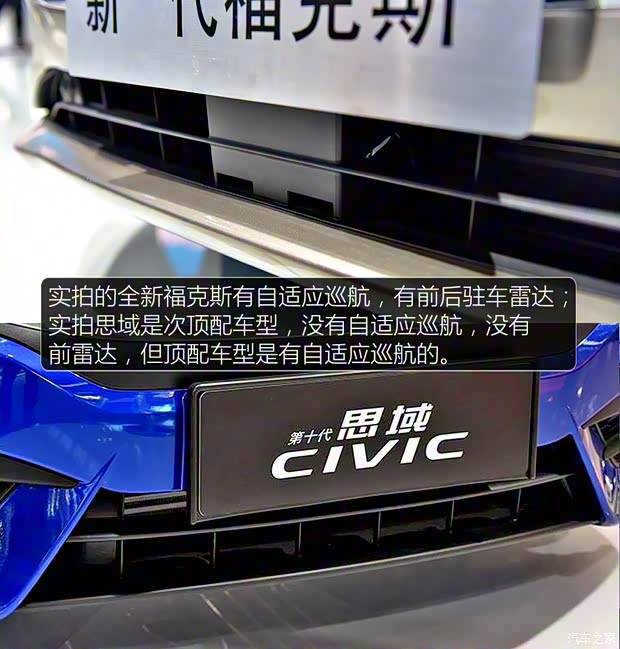 新一代福克斯
实拍的全新福克斯有自适应巡航，有前后驻车雷达；
实拍思域是次顶配车型，没有自适应巡航，没有
前雷达，但顶配车型是有自适应巡航的。
第十代 思域
CIVIC
汽车之家